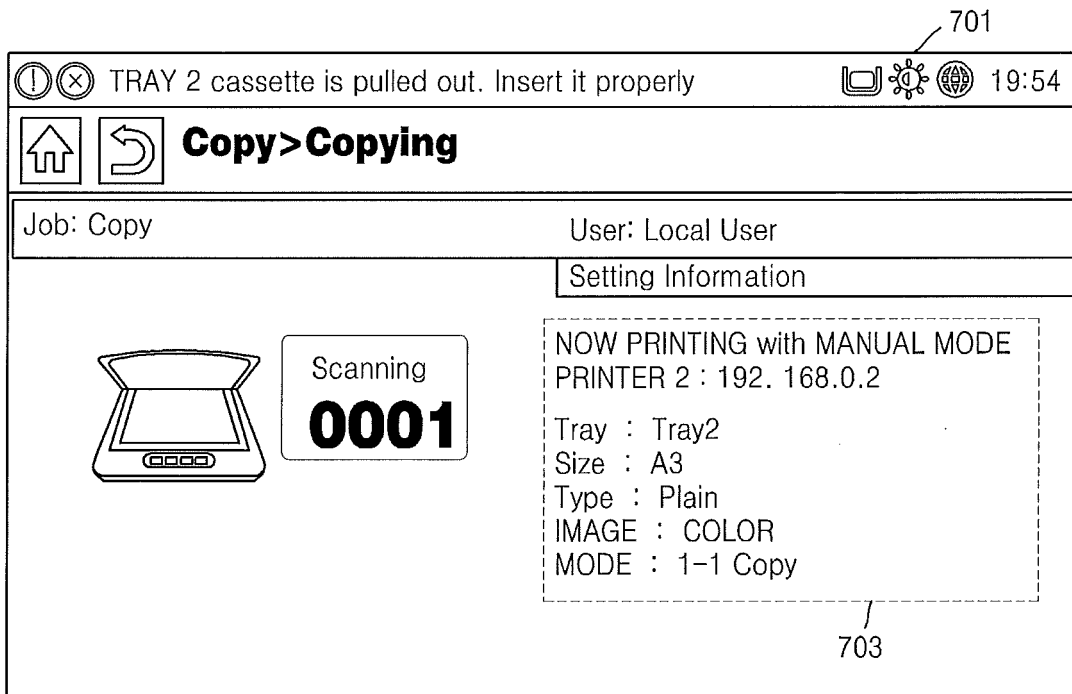 701
TRAY 2 cassette is pulled out. Insert it properly 19:54
Copy>Copying
Job: Copy User: Local User
Setting Information
Scanning
0001
NOW PRINTING with MANUAL MODE
PRINTER 2 : 192. 168.0.2
Tray : Tray2
Size : A3
Type : Plain
IMAGE : COLOR
MODE : 1-1 Copy
703